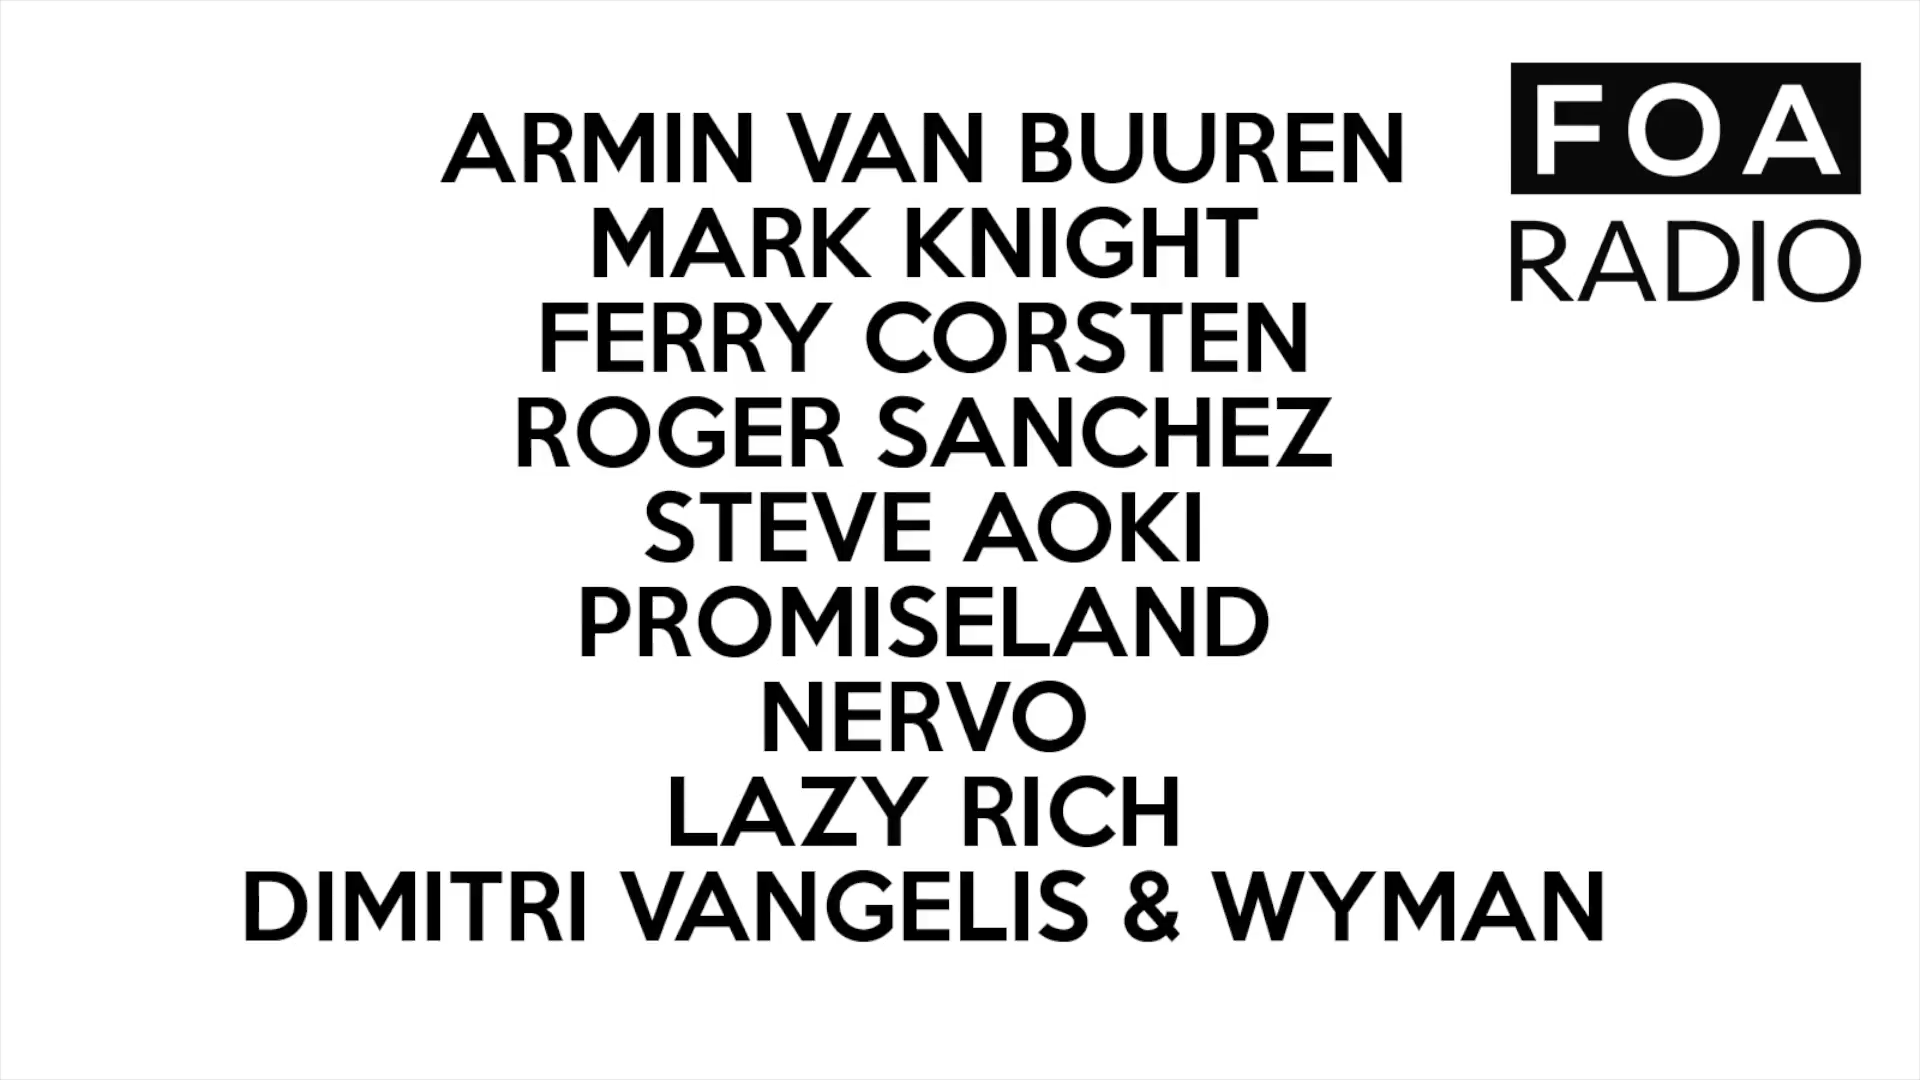 ARMIN VAN BUUREN
MARK KNIGHT
FERRY CORSTEN
ROGER SANCHEZ
STEVE AOKI
PROMISELAND
NERVO
LAZY RICH
DIMITRI VANGELIS & WYMAN
FOA
RADIO